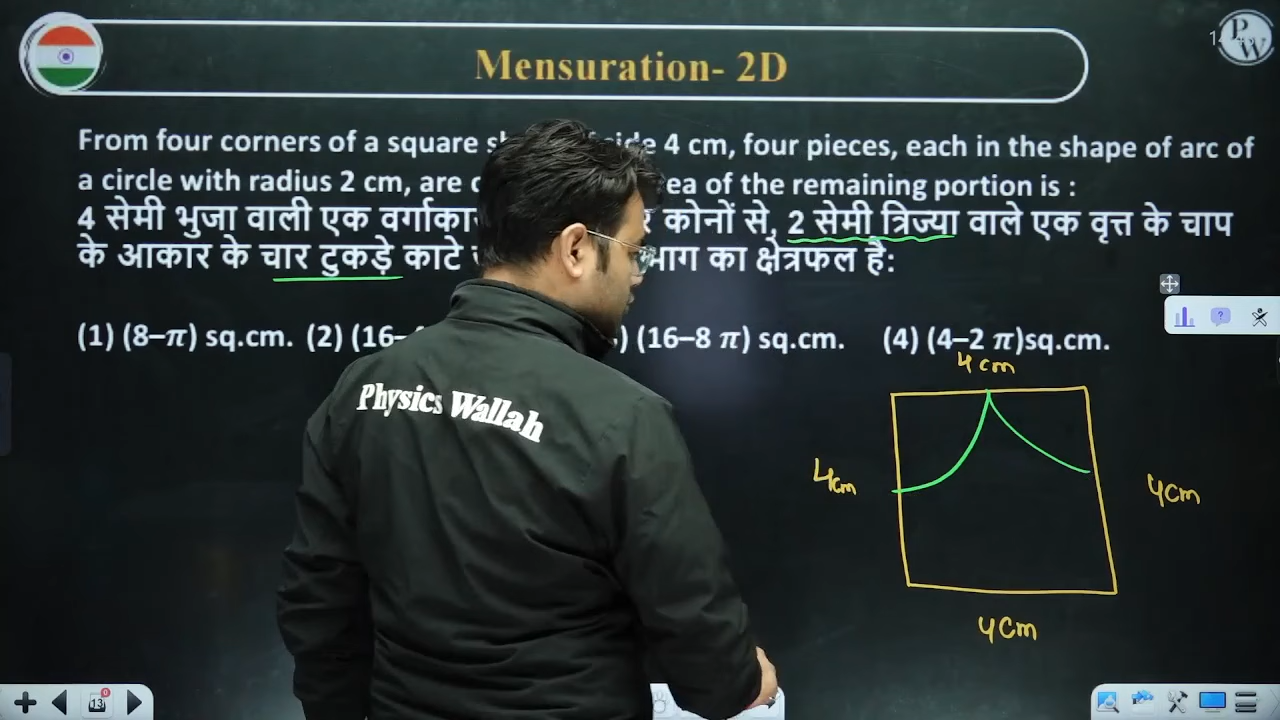 Mensuration- 2D
PW
From four corners of a square 4 cm, four pieces, each in the shape of arc of
a circle with radius 2 cm, are of the remaining portion is :
4 सेमी भुजा वाली एक कोनों से, 2 सेमी त्रिज्या वाले एक वृत्त के चाप
के आकार के चार टुकड़े काटे का क्षेत्रफल है:
(1) (8–π) sq.cm. (2) (16– (16–8 π) sq.cm. (4) (4–2 π)sq.cm.
Physics Wallah
4 cm
4cm
4cm
4cm
13